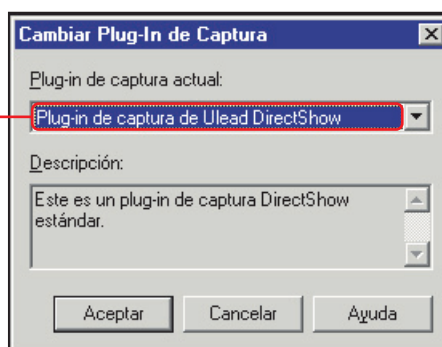 Cambiar Plug-In de Captura
Plug-in de captura actual:
Plug-in de captura de Ulead DirectShow
Descripción:
Este es un plug-in de captura DirectShow
estándar.
Aceptar Cancelar Ayuda